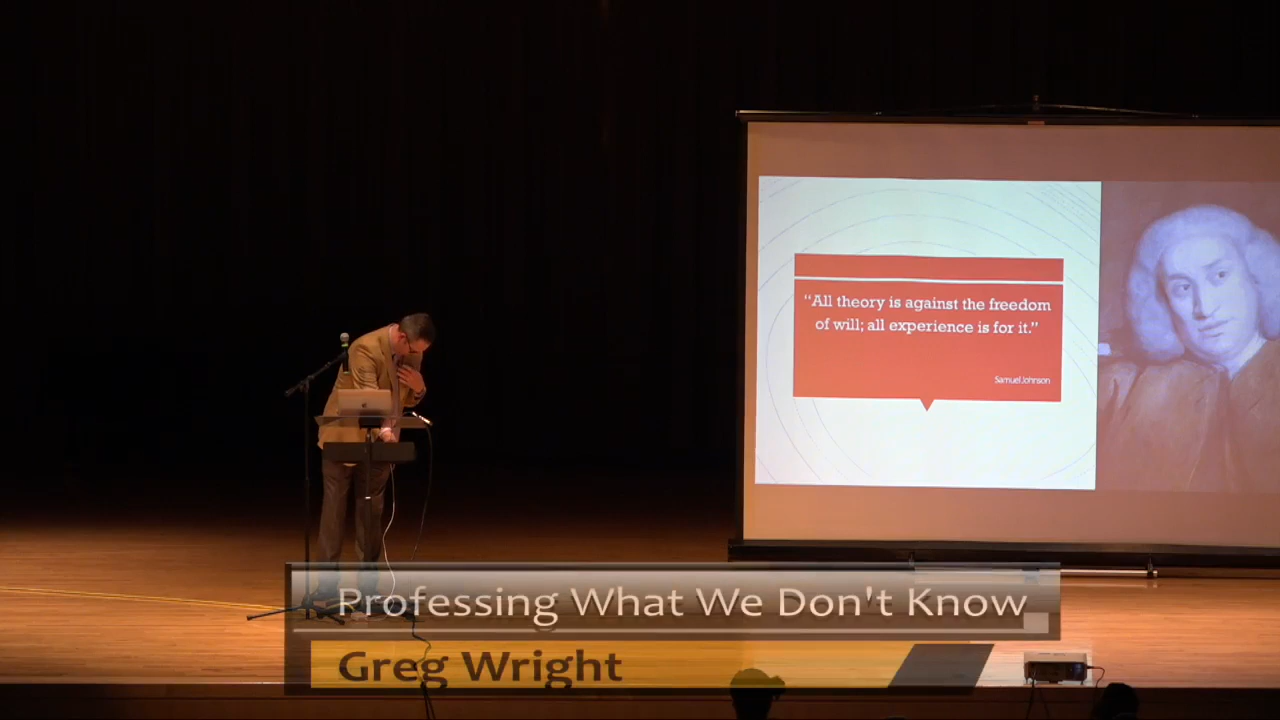 “All theory is against the freedom
of will; all experience is for it.”
Samuel Johnson
Professing What We Don't Know
Greg Wright